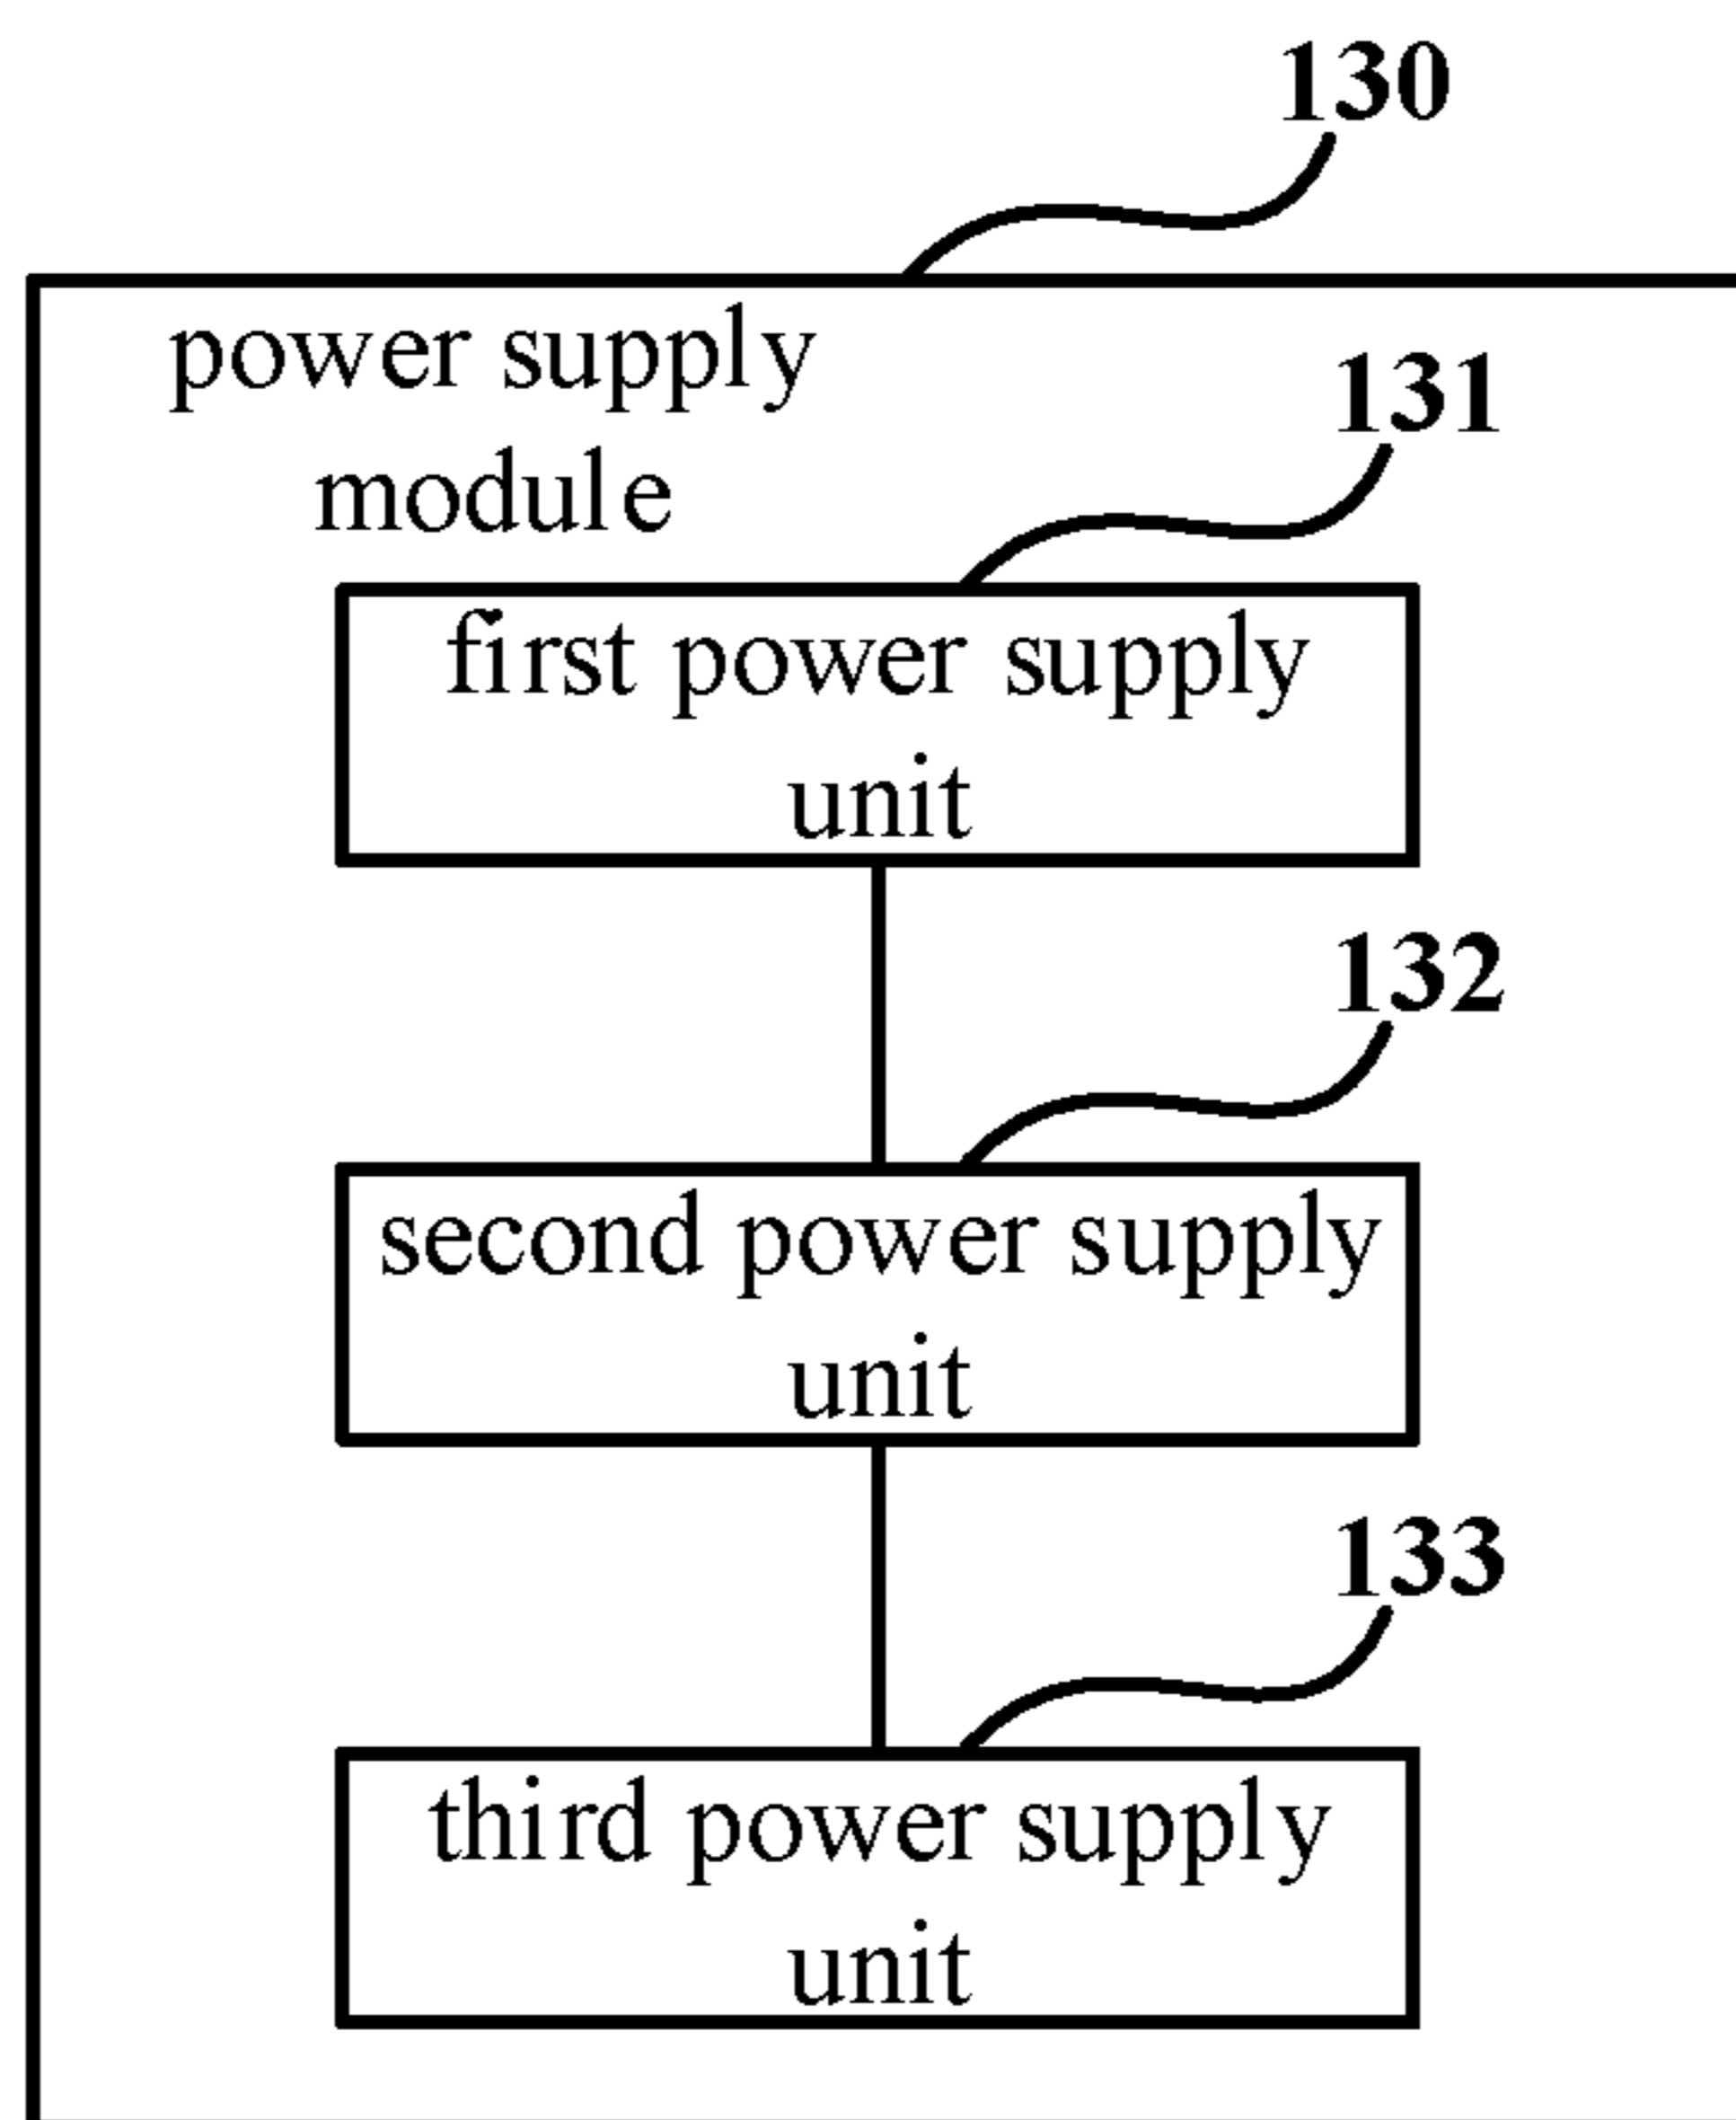 130
power supply
module
131
first power supply
unit
132
second power supply
unit
133
third power supply
unit